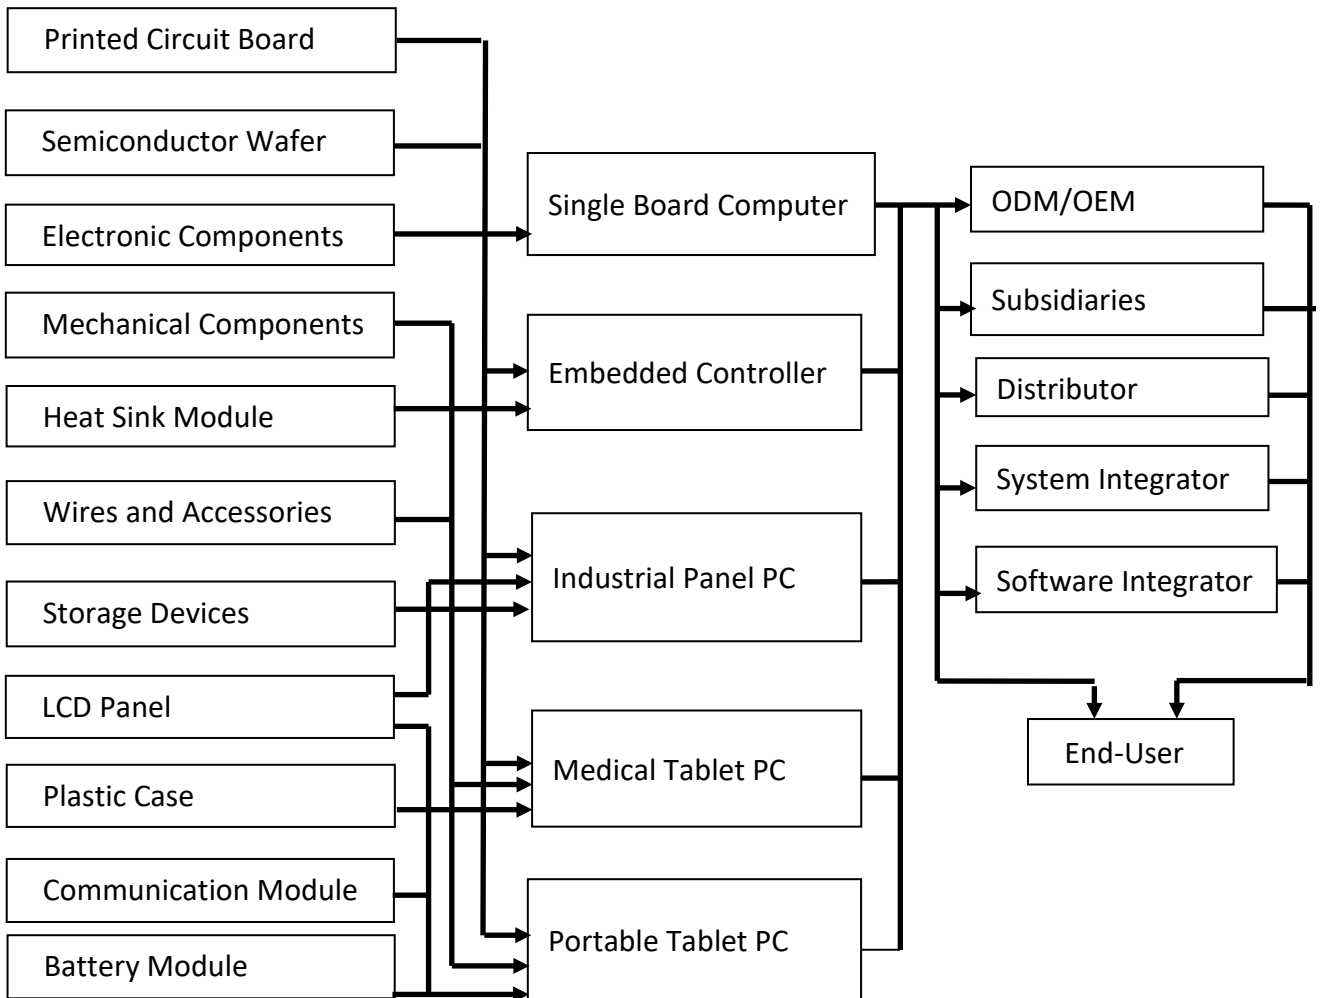 Printed Circuit Board
Semiconductor Wafer
Electronic Components
Mechanical Components
Heat Sink Module
Wires and Accessories
Storage Devices
LCD Panel
Plastic Case
Communication Module
Battery Module
Single Board Computer
Embedded Controller
Industrial Panel PC
Medical Tablet PC
Portable Tablet PC
ODM/OEM
Subsidiaries
Distributor
System Integrator
Software Integrator
End-User